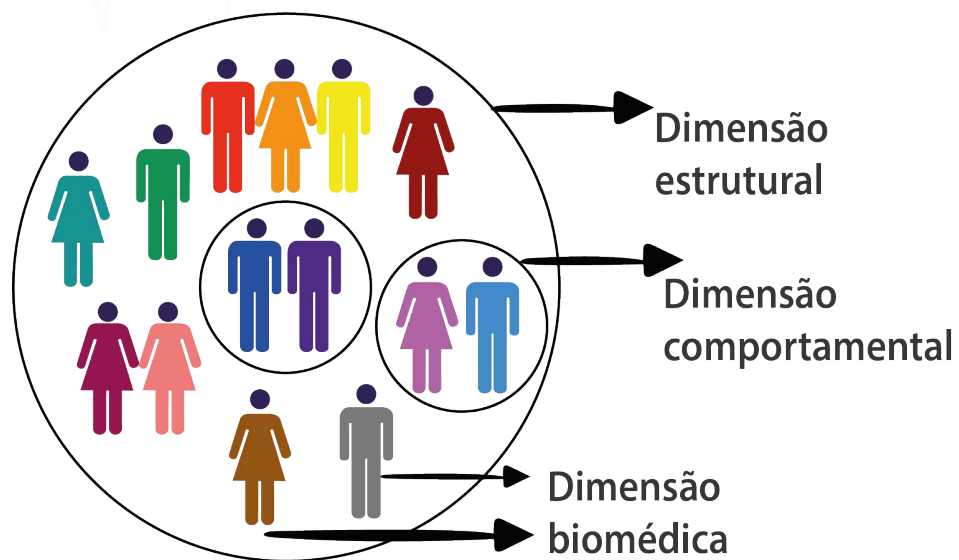 Dimensão
estrutural
Dimensão
comportamental
Dimensão
biomédica